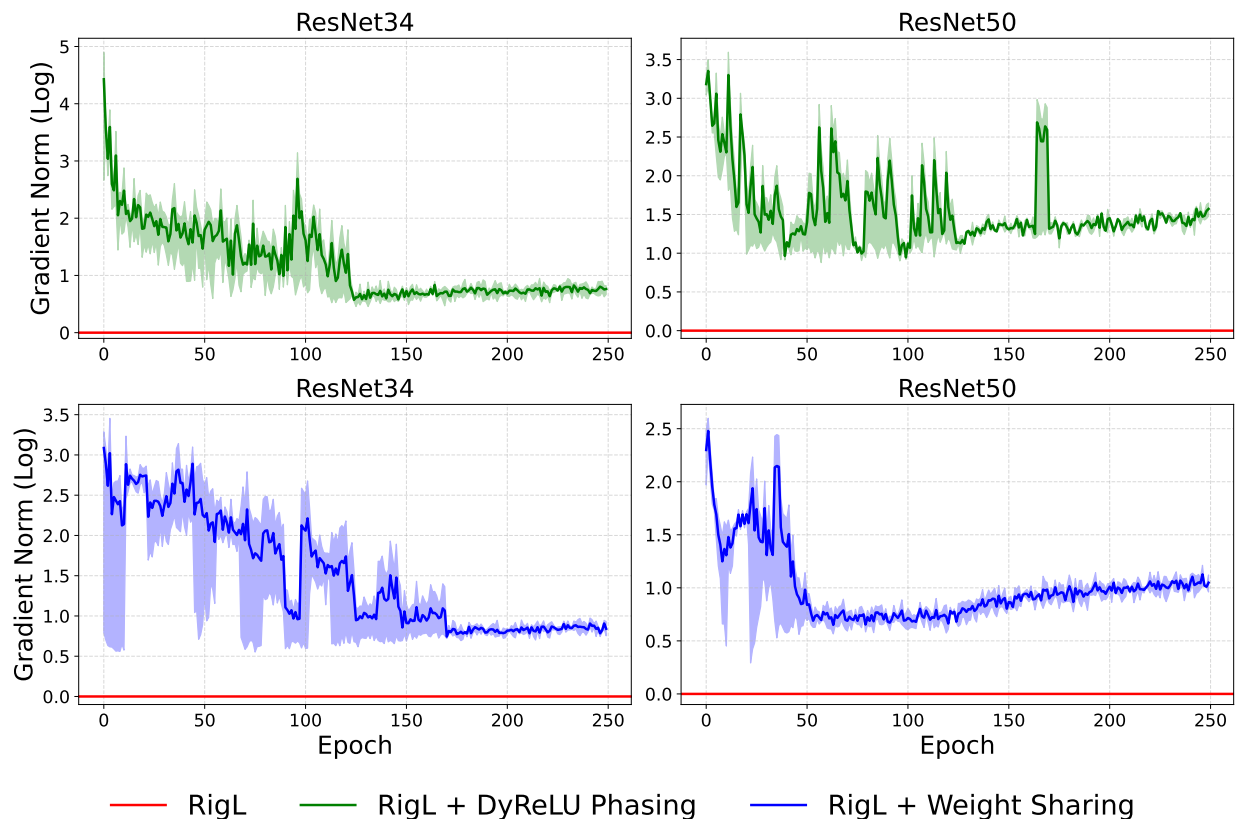 ResNet34
ResNet50
Gradient Norm (Log)
5
4
3
2
1
0
0 50 100 150 200 250
3.5
3.0
2.5
2.0
1.5
1.0
0.5
0.0
0 50 100 150 200 250
ResNet34
ResNet50
Gradient Norm (Log)
3.5
3.0
2.5
2.0
1.5
1.0
0.5
0.0
0 50 100 150 200 250
Epoch
2.5
2.0
1.5
1.0
0.5
0.0
0 50 100 150 200 250
Epoch
RigL RigL + DyReLU Phasing RigL + Weight Sharing